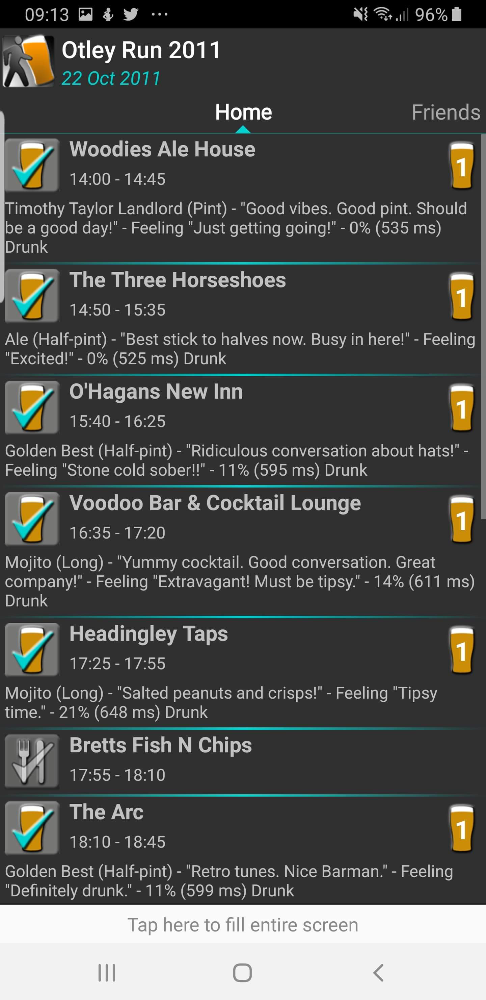 09:13
96%
Otley Run 2011
22 Oct 2011
Home
Friends
Woodies Ale House
1
14:00 - 14:45
Timothy Taylor Landlord (Pint) - "Good vibes. Good pint. Should
be a good day!" - Feeling "Just getting going!" - 0% (535 ms)
Drunk
The Three Horseshoes
1
14:50 - 15:35
Ale (Half-pint) - "Best stick to halves now. Busy in here!" - Feeling
"Excited!" - 0% (525 ms) Drunk
O'Hagans New Inn
1
15:40 - 16:25
Golden Best (Half-pint) - "Ridiculous conversation about hats!" -
Feeling "Stone cold sober!!" - 11% (595 ms) Drunk
Voodoo Bar & Cocktail Lounge
1
16:35 - 17:20
Mojito (Long) - "Yummy cocktail. Good conversation. Great
company!" - Feeling "Extravagant! Must be tipsy." - 14% (611 ms)
Drunk
Headingley Taps
1
17:25 - 17:55
Mojito (Long) - "Salted peanuts and crisps!" - Feeling "Tipsy
time." - 21% (648 ms) Drunk
Bretts Fish N Chips
17:55 - 18:10
The Arc
1
18:10 - 18:45
Golden Best (Half-pint) - "Retro tunes. Nice Barman." - Feeling
"Definitely drunk." - 11% (599 ms) Drunk
Tap here to fill entire screen